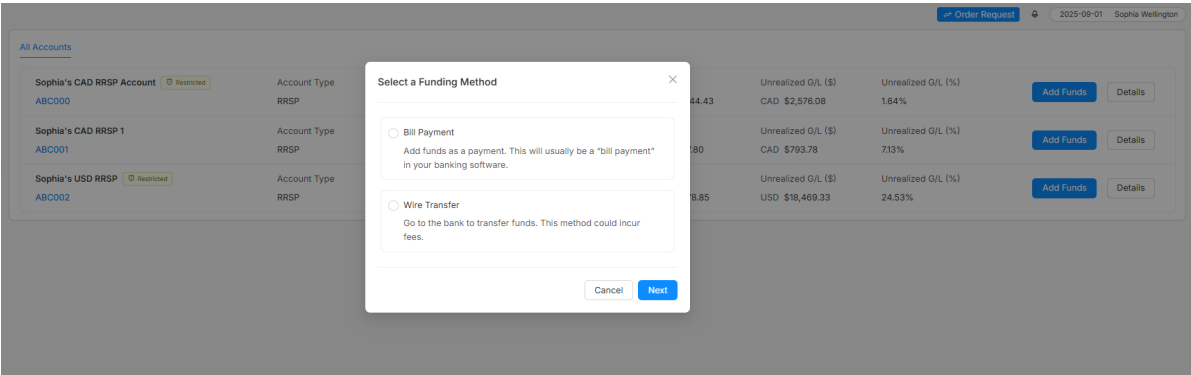 Order Request
2025-09-01 Sophia Wellington
All Accounts
Sophia's CAD RRSP Account Restricted Account Type Unrealized G/L ($) Unrealized G/L (%)
ABC000 RRSP 44.43 CAD $2,576.08 1.64% Add Funds Details
Sophia's CAD RRSP 1 Account Type Unrealized G/L ($) Unrealized G/L (%)
ABC001 RRSP .80 CAD $793.78 7.13% Add Funds Details
Sophia's USD RRSP Restricted Account Type Unrealized G/L ($) Unrealized G/L (%)
ABC002 RRSP 8.85 USD $18,469.33 24.53% Add Funds Details
Select a Funding Method
Bill Payment
Add funds as a payment. This will usually be a “bill payment”
in your banking software.
Wire Transfer
Go to the bank to transfer funds. This method could incur
fees.
Cancel Next